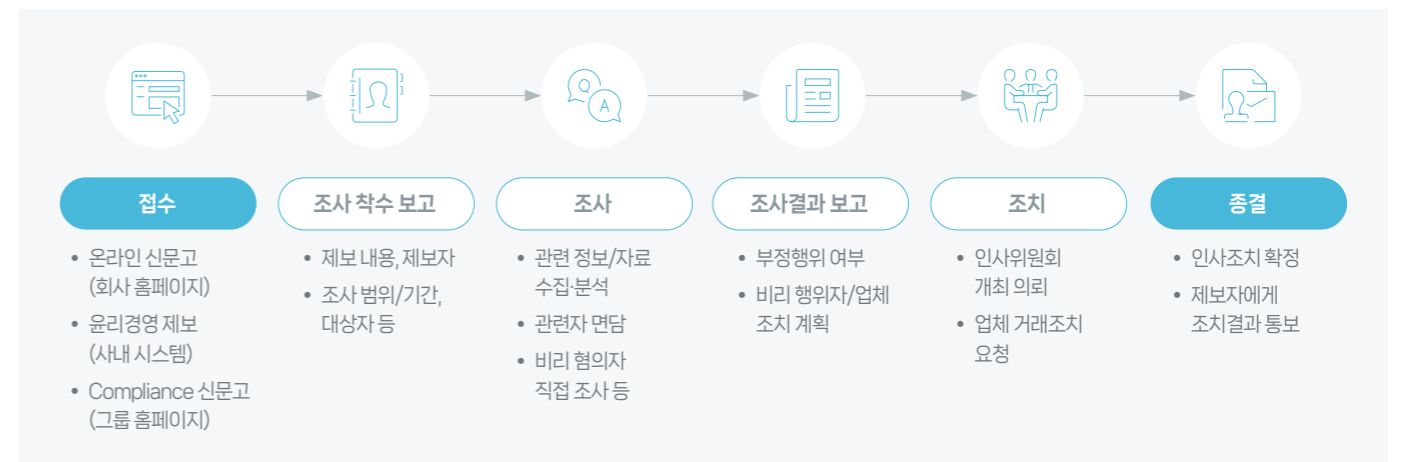 A
접수
• 온라인 신문고
(회사 홈페이지)
• 윤리경영 제보
(사내 시스템)
• Compliance 신문고
(그룹 홈페이지)
조사 착수 보고
• 제보 내용, 제보자
• 조사 범위/기간,
대상자 등
조사
• 관련 정보/자료
수집·분석
• 관련자 면담
• 비리 혐의자
직접 조사 등
조사결과 보고
• 부정행위 여부
• 비리 행위자/업체
조치 계획
조치
• 인사위원회
개최 의뢰
• 업체 거래조치
요청
종결
• 인사조치 확정
• 제보자에게
조치결과 통보